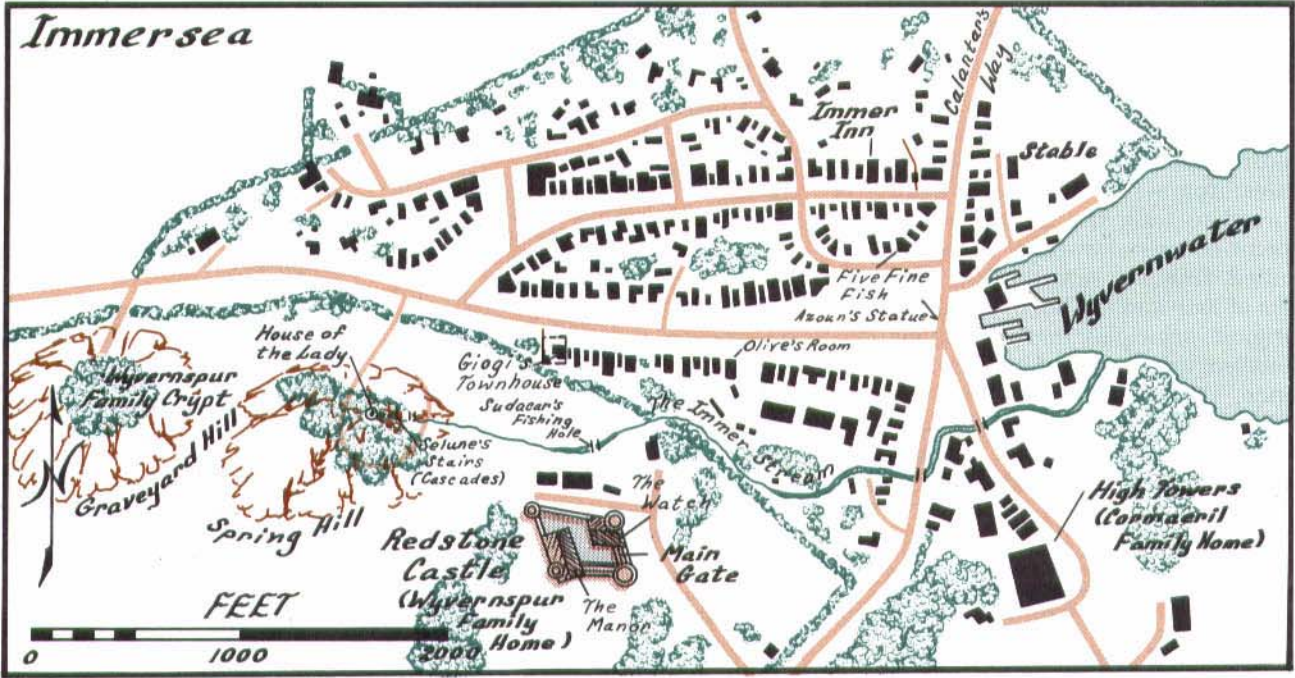 Immersea
Calantar's
Way
Immer
Inn
Stable
Wyvernwater
Five Fine
Fish
Azoun's Statue
Olive's Room
House of
the Lady
Giogi's
Townhouse
Sudacar's
Fishing
Hole
The Immer
Stream
Wyvernspur
Family Crypt
Graveyard Hill
Selune's
Stairs
(Cascades)
Spring Hill
N
The
Watch
High Towers
(Cormaeril
Family Home)
Redstone
Castle
(Wyvernspur
Family
Home)
Main
Gate
The
Manor
FEET
0 1000 2000